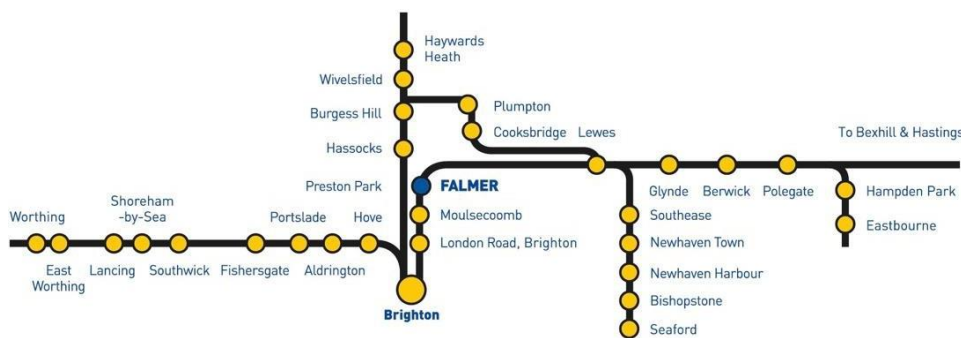 Haywards
Heath
Wivelsfield
Plumpton
Burgess Hill
Cooksbridge
Lewes
To Bexhill & Hastings
Hassocks
Preston Park
FALMER
Glynde
Berwick
Polegate
Hampden Park
Worthing
Shoreham
-by-Sea
Portslade
Hove
Moulsecoomb
Southease
Eastbourne
London Road, Brighton
Newhaven Town
East
Worthing
Lancing
Southwick
Fishersgate
Aldrington
Newhaven Harbour
Bishopstone
Brighton
Seaford